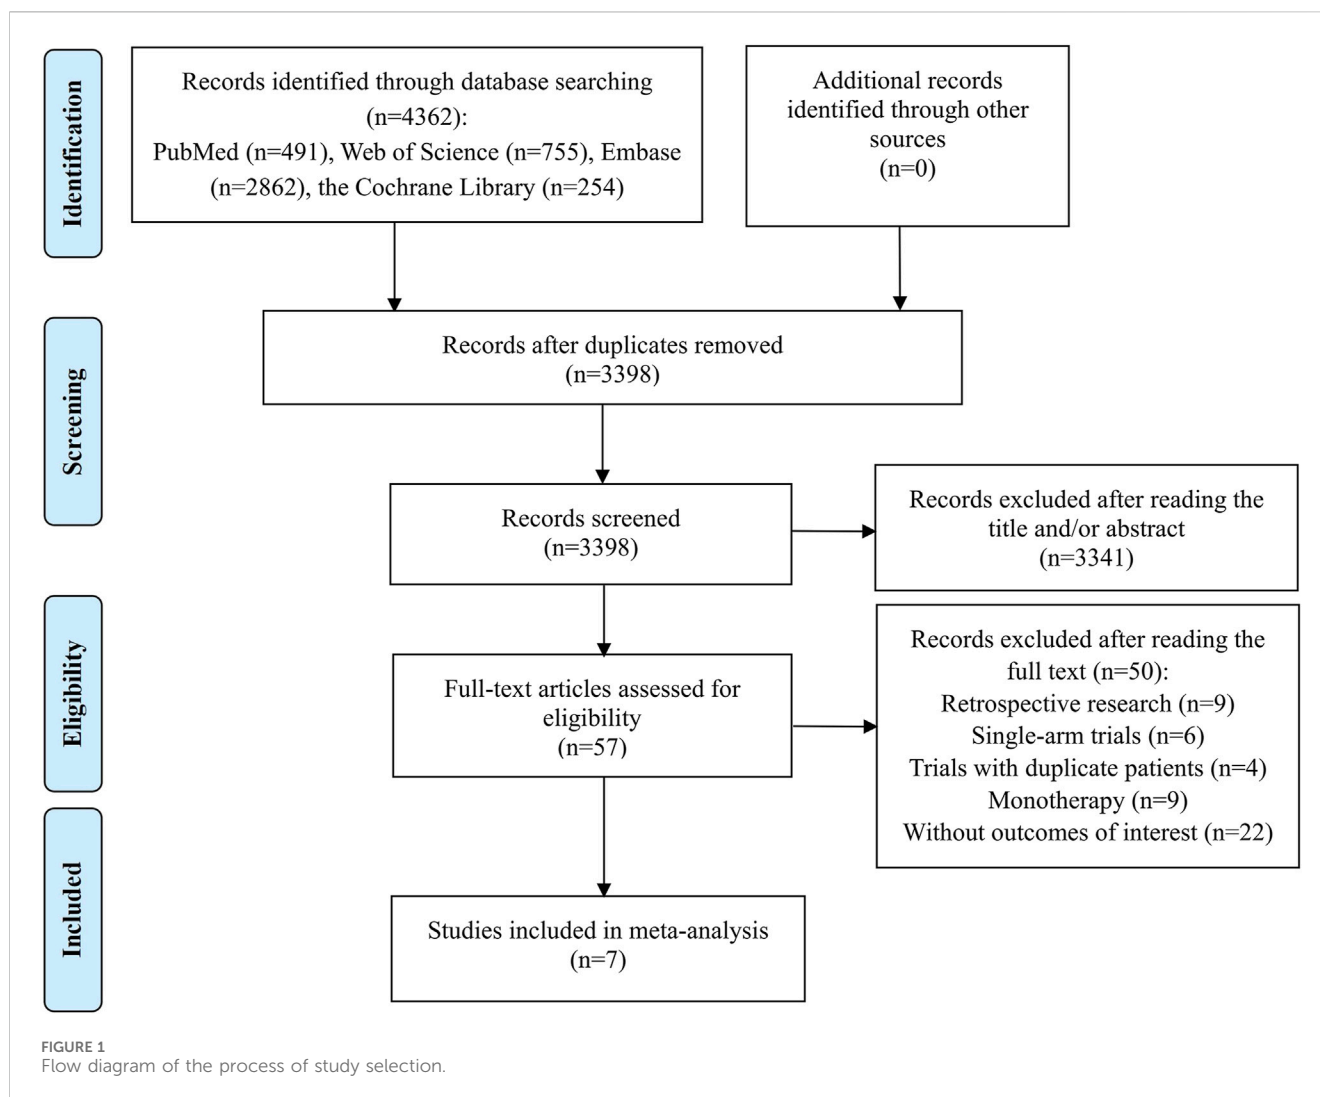 Identification
Records identified through database searching
(n=4362):
PubMed (n=491), Web of Science (n=755), Embase
(n=2862), the Cochrane Library (n=254)
Additional records
identified through other
sources
(n=0)
Screening
Records after duplicates removed
(n=3398)
Records screened
(n=3398)
Records excluded after reading the
title and/or abstract
(n=3341)
Eligibility
Full-text articles assessed for
eligibility
(n=57)
Records excluded after reading the
full text (n=50):
Retrospective research (n=9)
Single-arm trials (n=6)
Trials with duplicate patients (n=4)
Monotherapy (n=9)
Without outcomes of interest (n=22)
Included
Studies included in meta-analysis
(n=7)
FIGURE 1
Flow diagram of the process of study selection.